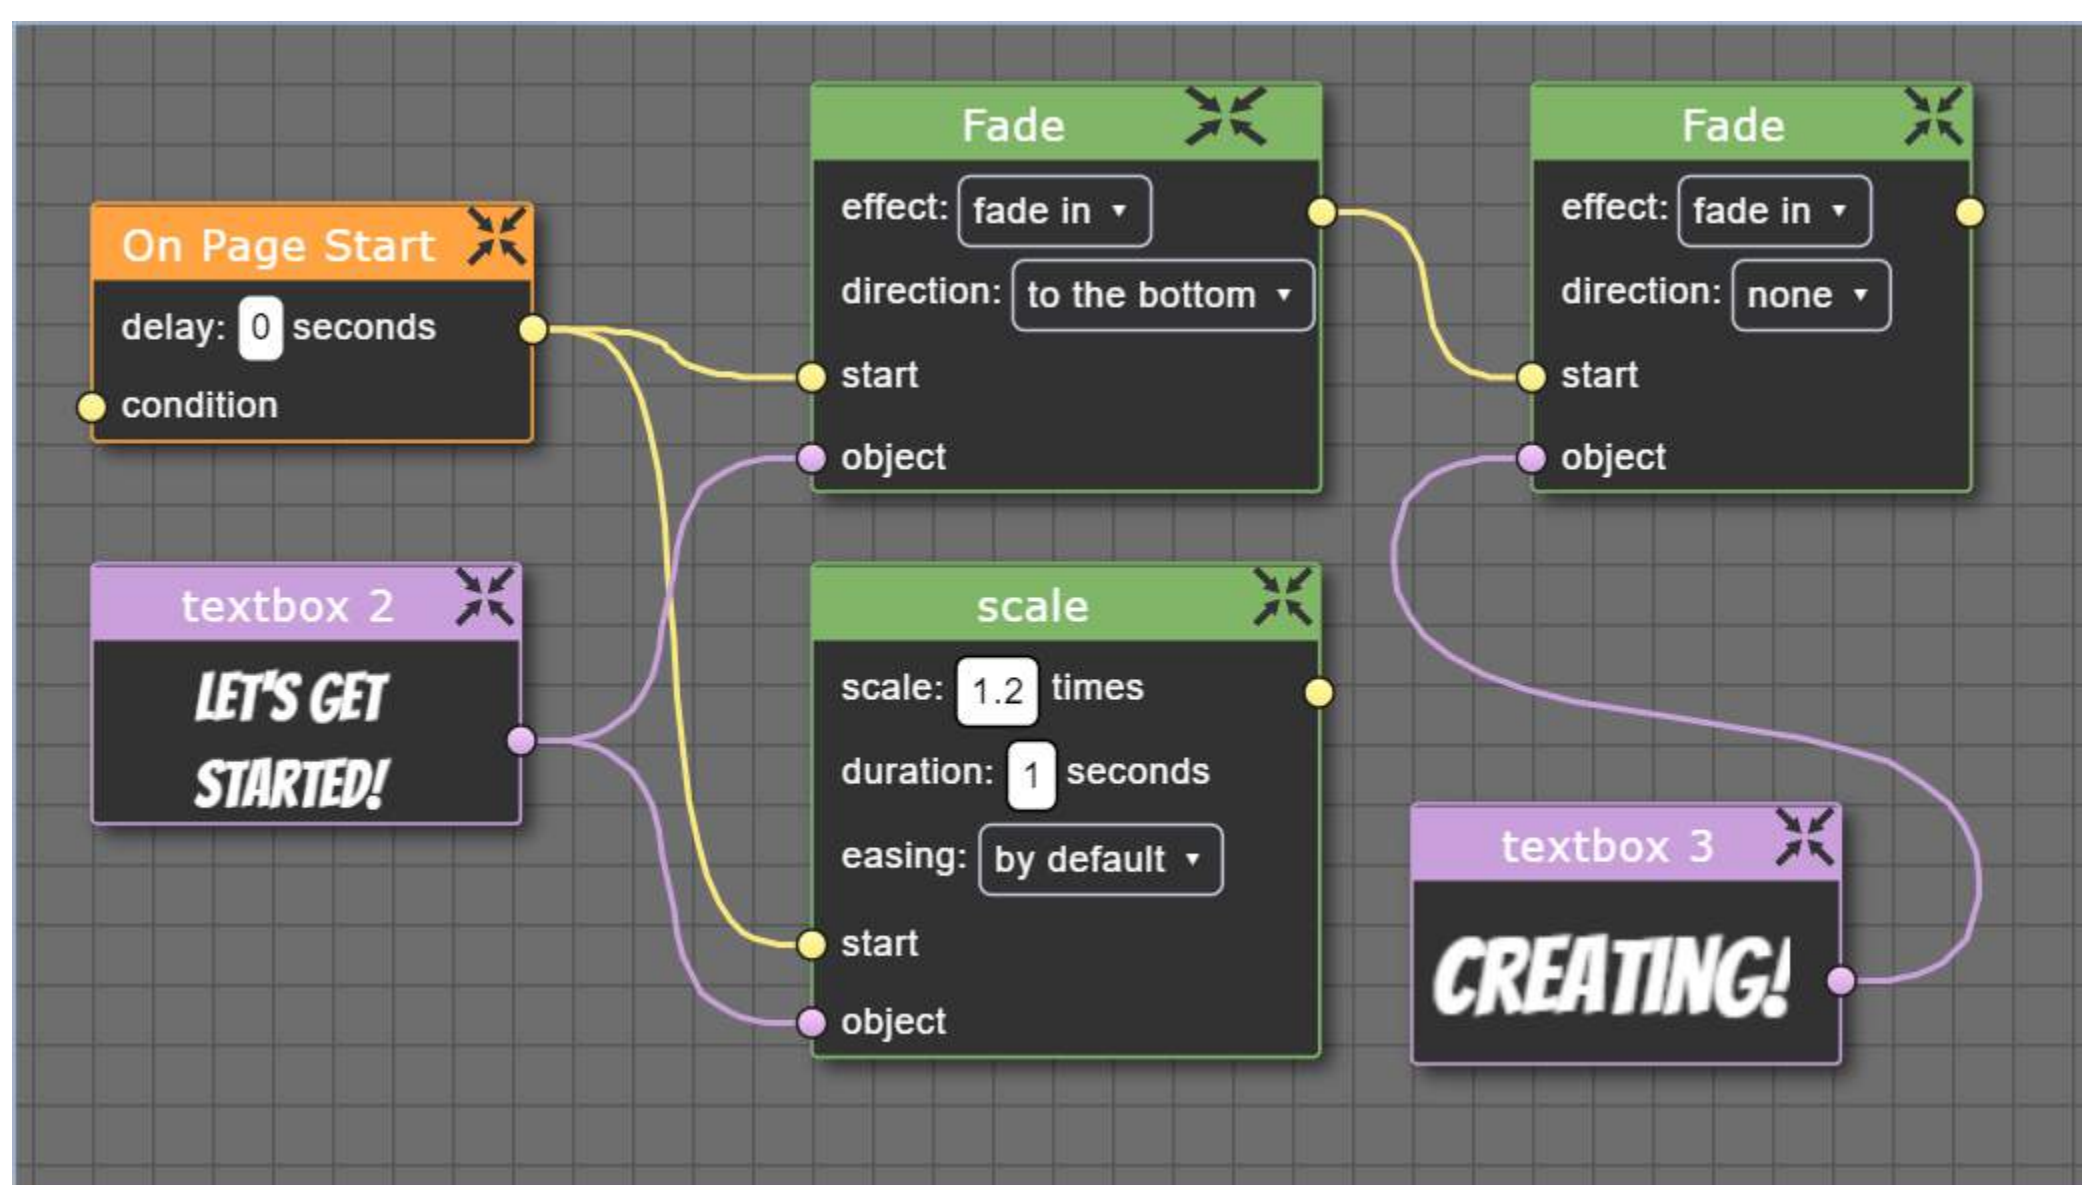 On Page Start
delay: 0 seconds
condition
textbox 2
LET'S GET
STARTED!
Fade
effect: fade in
direction: to the bottom
start
object
scale
scale: 1.2 times
duration: 1 seconds
easing: by default
start
object
Fade
effect: fade in
direction: none
start
object
textbox 3
CREATING!